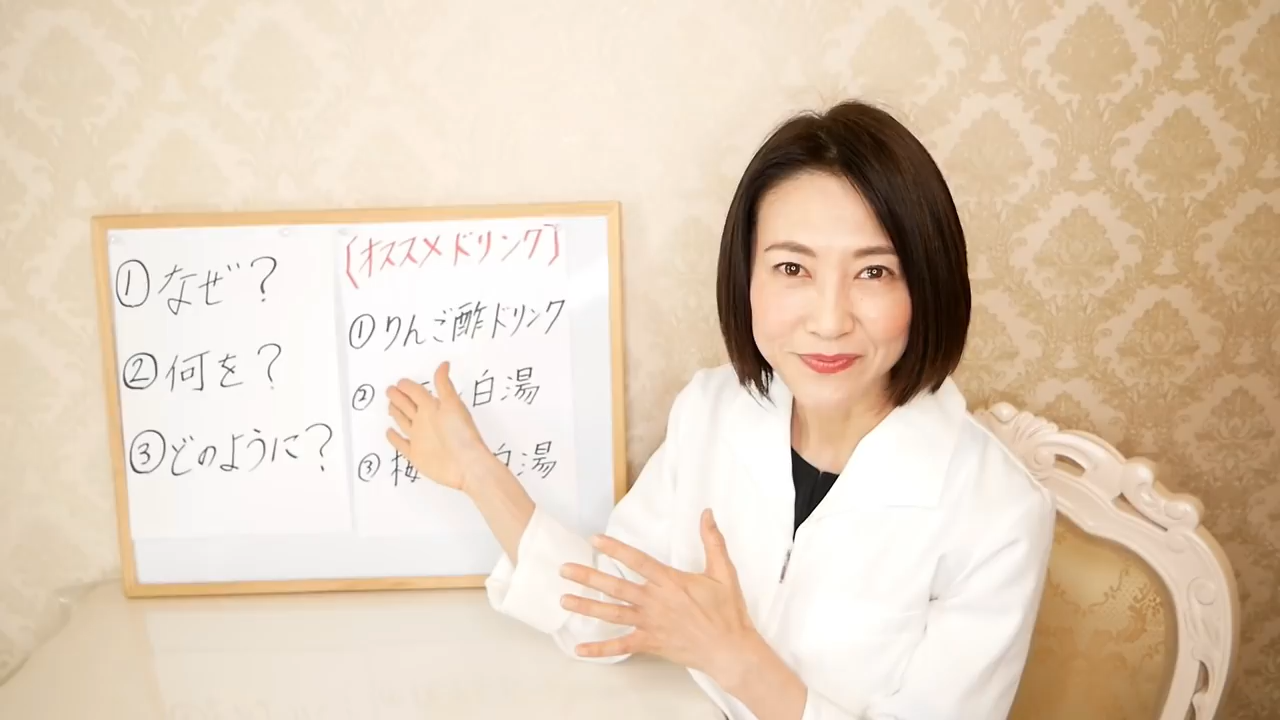 ①なぜ?
②何を?
③どのように?
〔オススメドリンク〕
①りんご酢ドリンク
② 白湯
③梅 白湯